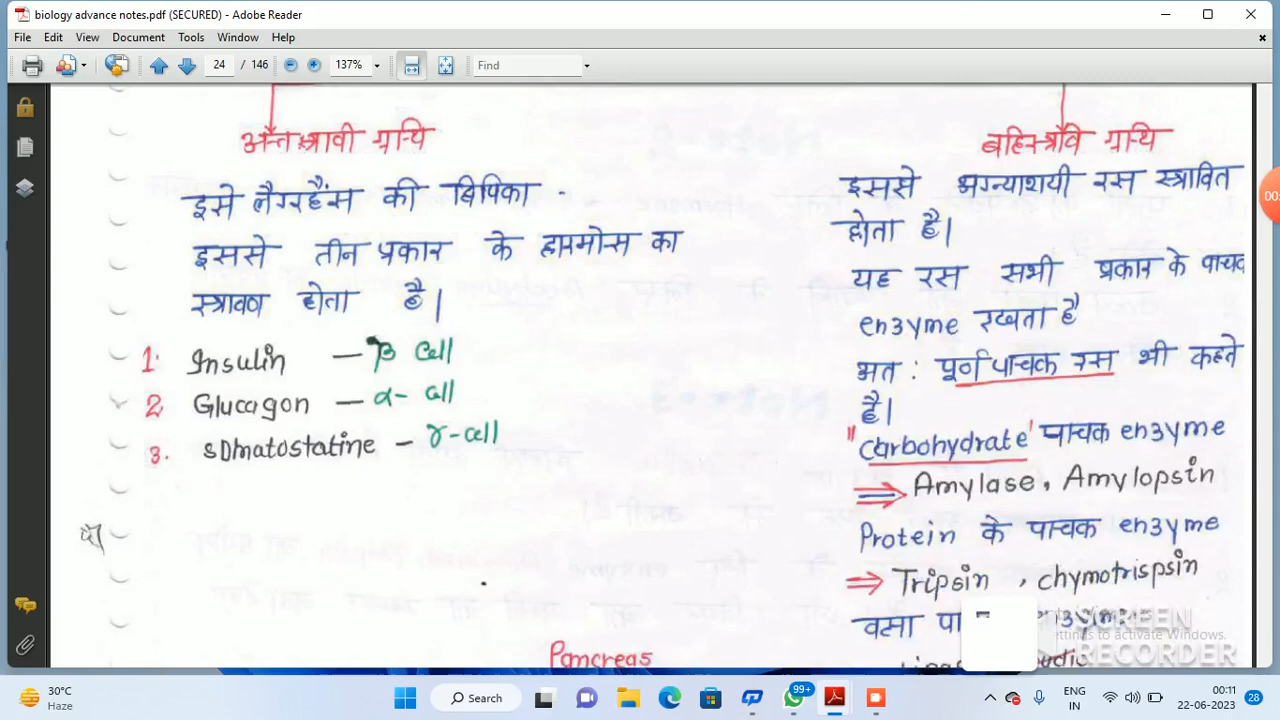 biology advance notes.pdf (SECURED) - Adobe Reader
File Edit View Document Tools Window Help
24 / 146 137% Find
अन्तःस्त्रावी ग्रन्थि
इसे लैगरहैंस की द्विपिका
इससे तीन प्रकार के हारमोन्स का
स्त्रावण होता है।
1. Insulin — β Cell
2. Glucagon — α- Cell
3. somatostatine – γ-cell
Pancreas
बहिस्त्रावि ग्रन्थि
इससे अग्न्याशयी रस स्त्रावित
होता है।
यह रस सभी प्रकार के पाचक
enzyme रखता है
अत: पूर्ण पाचक रस भी कहते
है।
"carbohydrate' पाचक enzyme
⇒ Amylase, Amylopsin
Protein के पाचक enzyme
⇒ Tripsin, chymotrispsin
वसा पा
SCREEN
ettings to activate Windows.
RECORDER
30°C
Haze
Search
99+
ENG
IN
00:11
22-06-2023
28